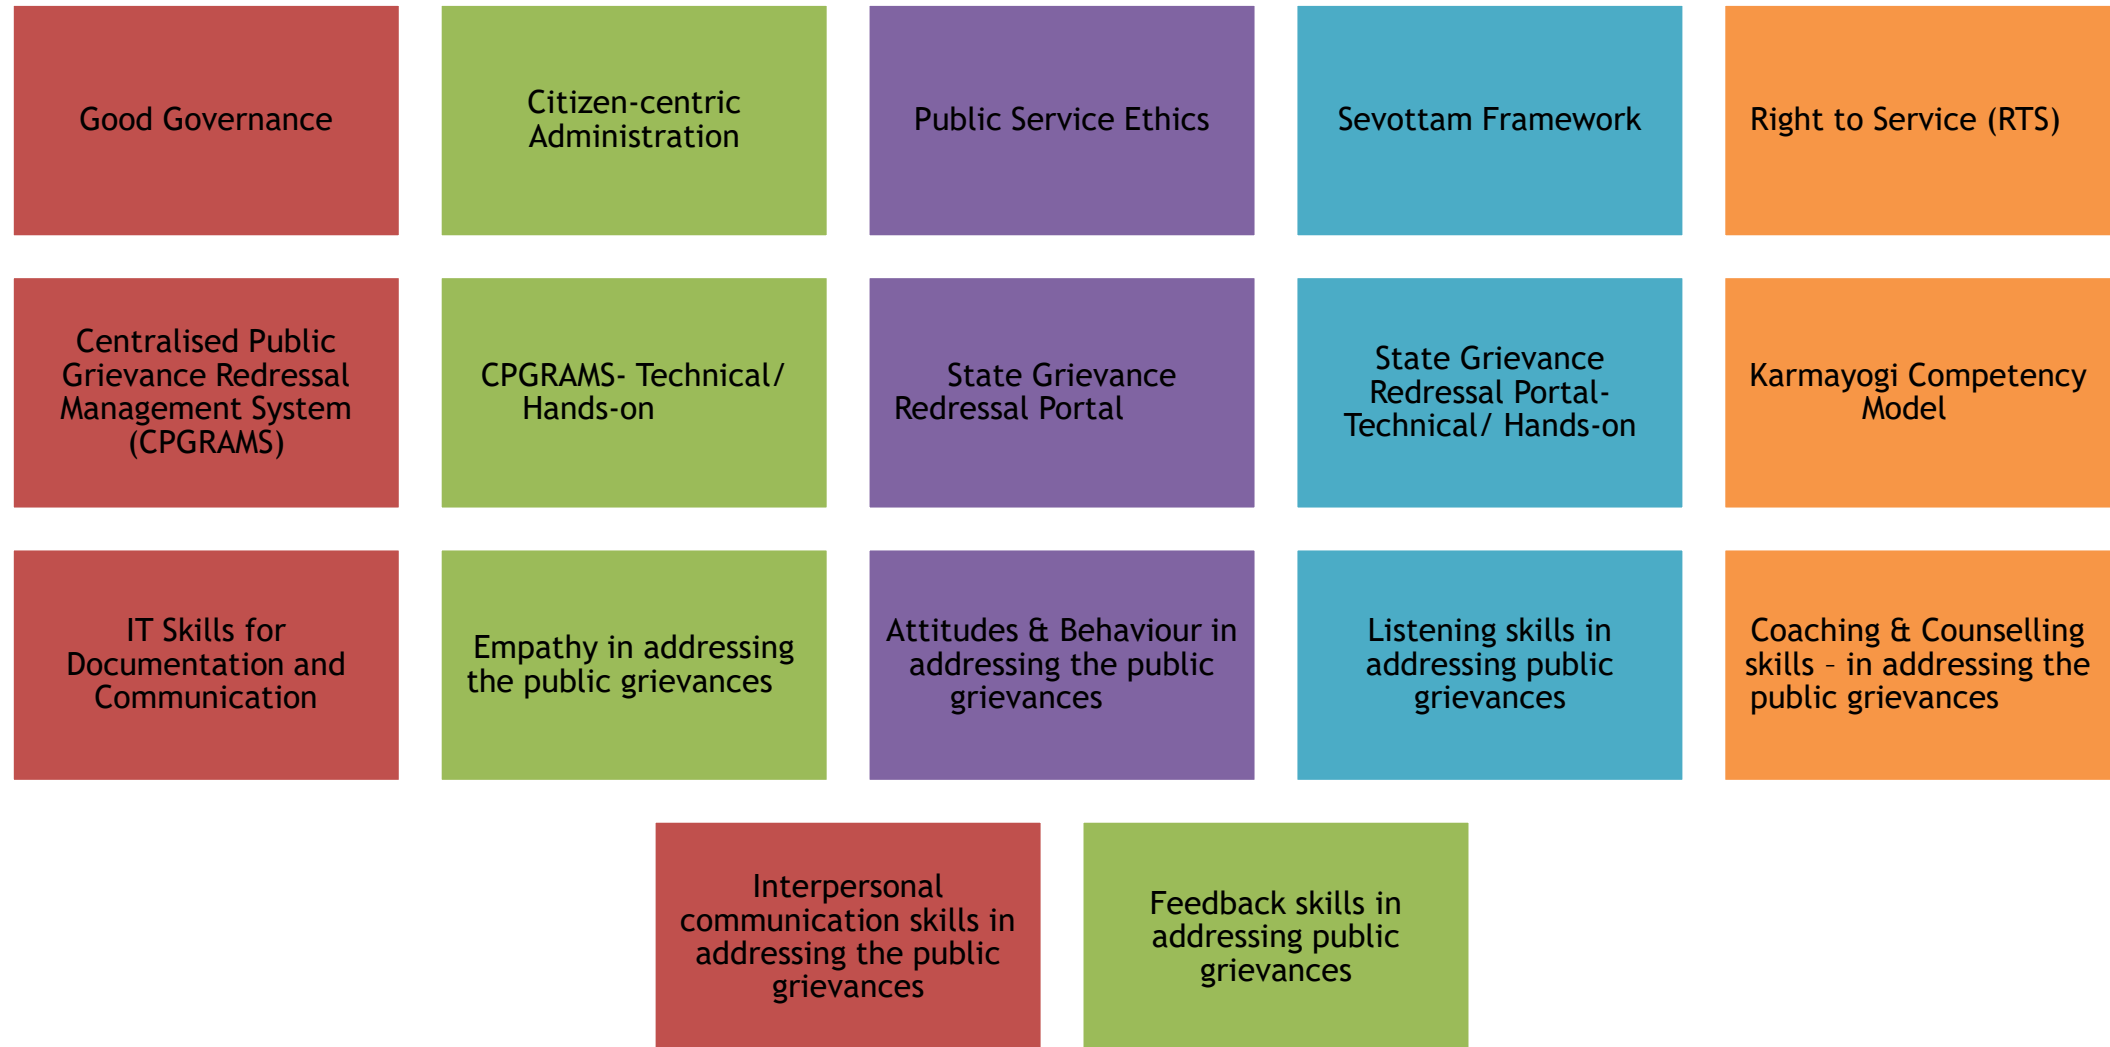 Good Governance
Citizen-centric
Administration
Public Service Ethics
Sevottam Framework
Right to Service (RTS)
Centralised Public
Grievance Redressal
Management System
(CPGRAMS)
CPGRAMS- Technical/
Hands-on
State Grievance
Redressal Portal
State Grievance
Redressal Portal-
Technical/ Hands-on
Karmayogi Competency
Model
IT Skills for
Documentation and
Communication
Empathy in addressing
the public grievances
Attitudes & Behaviour in
addressing the public
grievances
Listening skills in
addressing public
grievances
Coaching & Counselling
skills – in addressing the
public grievances
Interpersonal
communication skills in
addressing the public
grievances
Feedback skills in
addressing public
grievances